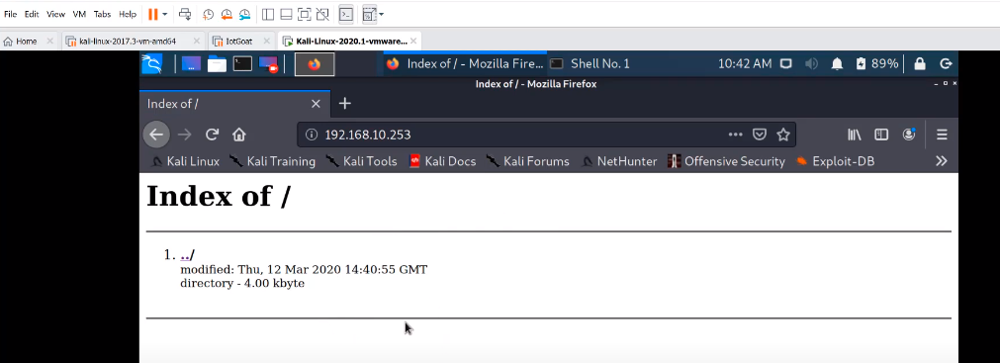 File Edit View VM Tabs Help
Home kali-linux-2017.3-vm-amd64 IotGoat Kali-Linux-2020.1-vmware...
Index of / - Mozilla Fire... Shell No. 1 10:42 AM 89%
Index of / - Mozilla Firefox
Index of /
192.168.10.253
Kali Linux Kali Training Kali Tools Kali Docs Kali Forums NetHunter Offensive Security Exploit-DB
Index of /
1. ../
modified: Thu, 12 Mar 2020 14:40:55 GMT
directory - 4.00 kbyte